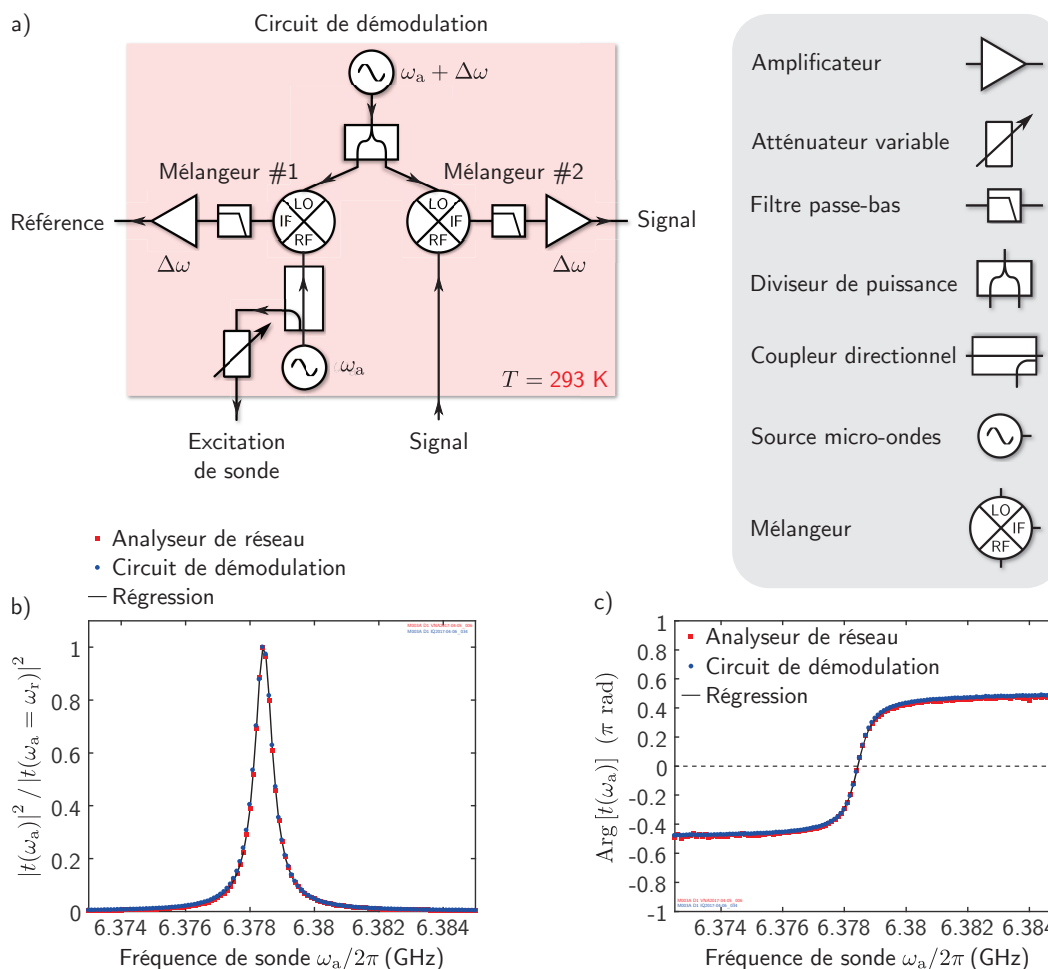 a)
Circuit de démodulation
ωa + Δω
Mélangeur #1
Mélangeur #2
LO
IF
RF
LO
IF
RF
Référence
Signal
Δω
Δω
ωa
T = 293 K
Excitation
de sonde
Signal
Amplificateur
Atténuateur variable
Filtre passe-bas
Diviseur de puissance
Coupleur directionnel
Source micro-ondes
Mélangeur
LO
IF
RF
Analyseur de réseau
Circuit de démodulation
Régression
b)
|t(ωa)|² / |t(ωa = ωr)|²
1
0.8
0.6
0.4
0.2
0
6.374
6.376
6.378
6.38
6.382
6.384
Fréquence de sonde ωa/2π (GHz)
c)
Analyseur de réseau
Circuit de démodulation
Régression
Arg [t(ωa)] (π rad)
1
0.8
0.6
0.4
0.2
0
-0.2
-0.4
-0.6
-0.8
-1
6.374
6.376
6.378
6.38
6.382
6.384
Fréquence de sonde ωa/2π (GHz)